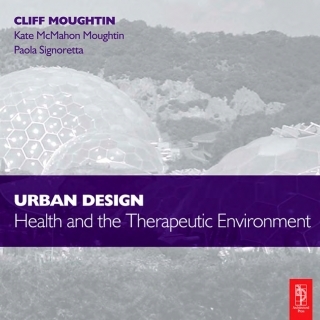 CLIFF MOUGHTIN
Kate McMahon Moughtin
Paola Signoretta
URBAN DESIGN
Health and the Therapeutic Environment